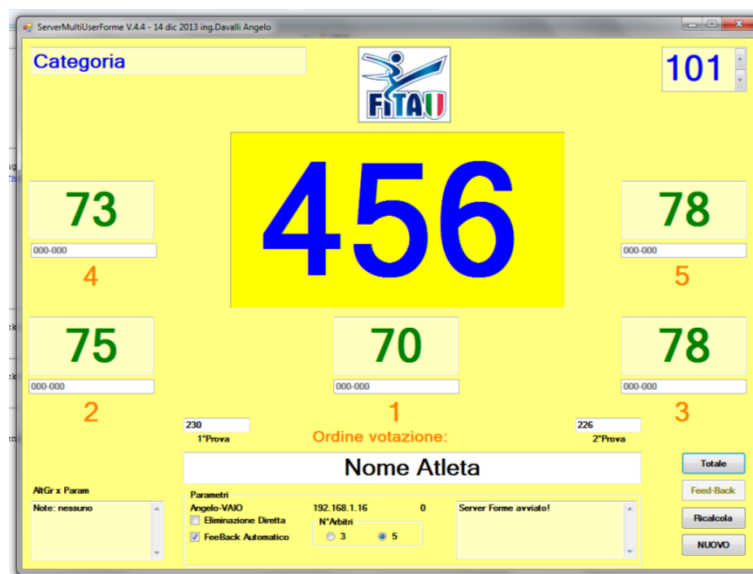 ServerMultiUserForme V.4.4 - 14 dic 2013 ing.Davalli Angelo
Categoria
FiTAU
101
456
73
000-000
4
78
000-000
5
75
000-000
2
70
000-000
1
78
000-000
3
230
1°Prova
Ordine votazione:
226
2°Prova
Nome Atleta
Totale
Feed-Back
Ricalcola
NUOVO
AltGr x Param
Note: nessuno
Parametri
Angelo-VAIO 192.168.1.16 0
Eliminazione Diretta
FeeBack Automatico
N°Arbitri
3 5
Server Forme avviato!